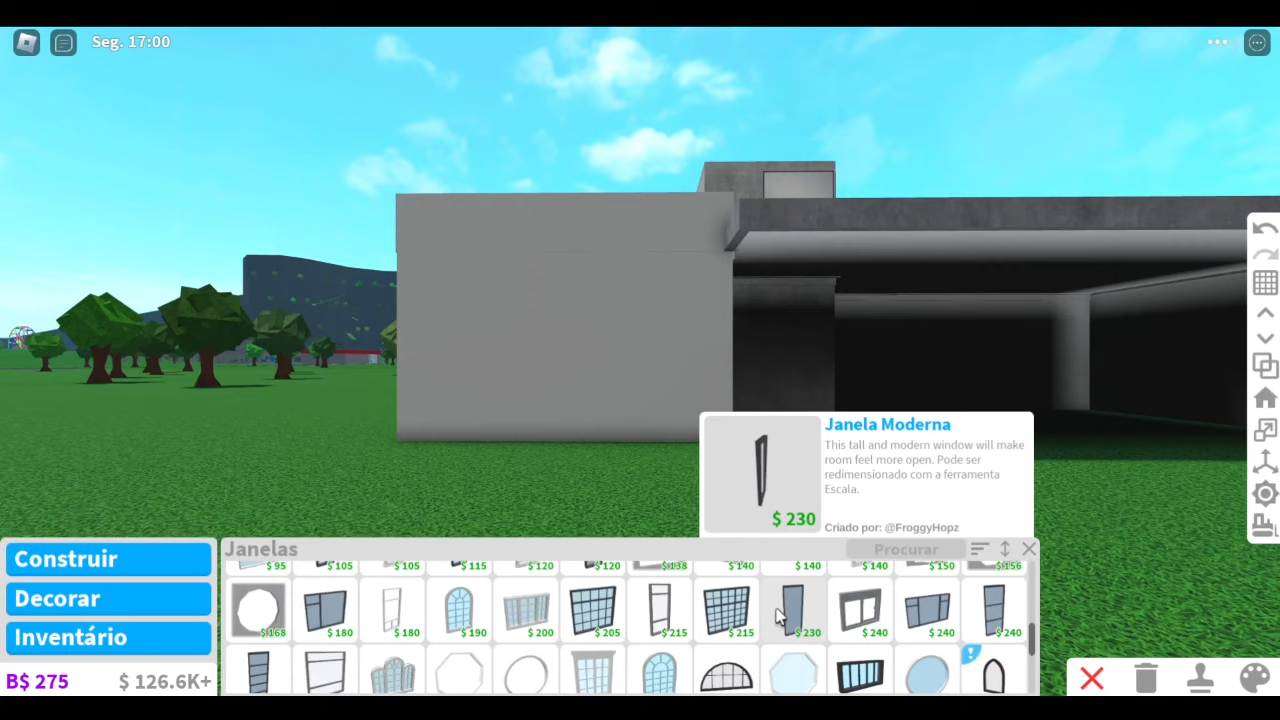 Seg. 17:00
Janela Moderna
This tall and modern window will make
room feel more open. Pode ser
redimensionado com a ferramenta
Escala.
$ 230
Criado por: @FroggyHopz
Construir
Decorar
Inventário
B$ 275
$ 126.6K+
Janelas
Procurar
$ 95 $ 105 $ 105 $ 115 $ 120 $ 120 $ 138 $ 140 $ 140 $ 140 $ 150 $ 156
$ 168 $ 180 $ 180 $ 190 $ 200 $ 205 $ 215 $ 215 $ 230 $ 240 $ 240 $ 240